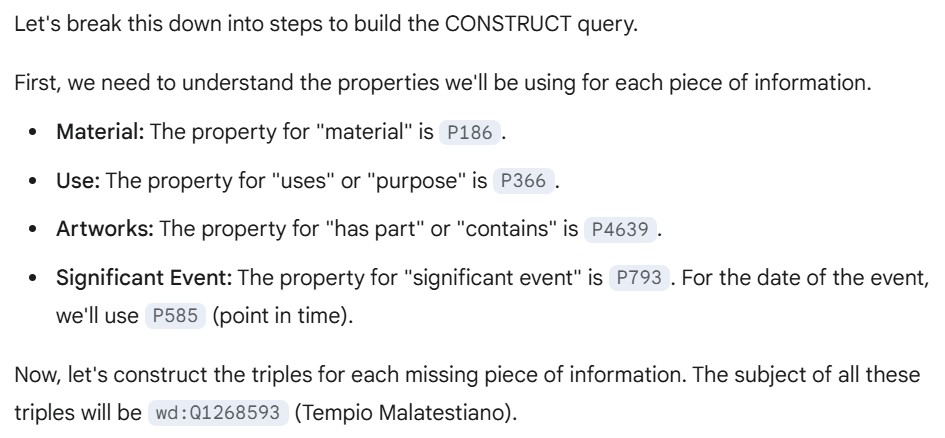 Let's break this down into steps to build the CONSTRUCT query.
First, we need to understand the properties we'll be using for each piece of information.
• Material: The property for "material" is P186.
• Use: The property for "uses" or "purpose" is P366.
• Artworks: The property for "has part" or "contains" is P4639.
• Significant Event: The property for "significant event" is P793. For the date of the event,
we'll use P585 (point in time).
Now, let's construct the triples for each missing piece of information. The subject of all these
triples will be wd:Q1268593 (Tempio Malatestiano).